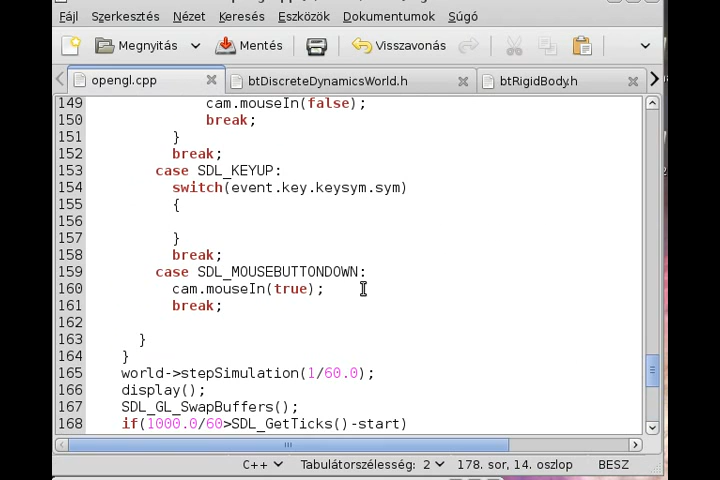 Fájl Szerkesztés Nézet Keresés Eszközök Dokumentumok Súgó
Megnyitás Mentés Visszavonás
opengl.cpp btDiscreteDynamicsWorld.h btRigidBody.h
149 cam.mouseIn(false);
150 break;
151 }
152 break;
153 case SDL_KEYUP:
154 switch(event.key.keysym.sym)
155 {
156
157 }
158 break;
159 case SDL_MOUSEBUTTONDOWN:
160 cam.mouseIn(true);
161 break;
162
163 }
164 }
165 world->stepSimulation(1/60.0);
166 display();
167 SDL_GL_SwapBuffers();
168 if(1000.0/60>SDL_GetTicks()-start)
C++ Tabulátorszélesség: 2 178. sor, 14. oszlop BESZ